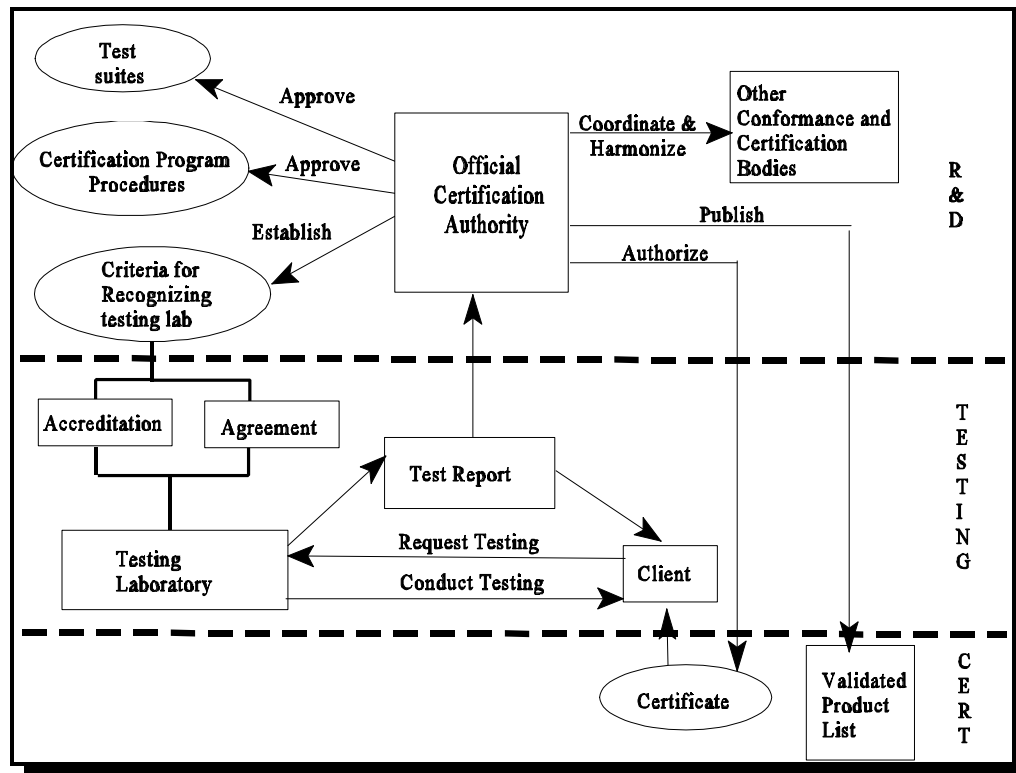 Test
suites
Approve
Certification Program
Procedures
Approve
Establish
Criteria for
Recognizing
testing lab
Official
Certification
Authority
Coordinate &
Harmonize
Other
Conformance and
Certification
Bodies
Publish
Authorize
R
&
D
Accreditation
Agreement
Test Report
Testing
Laboratory
Request Testing
Conduct Testing
Client
T
E
S
T
I
N
G
Certificate
Validated
Product
List
C
E
R
T